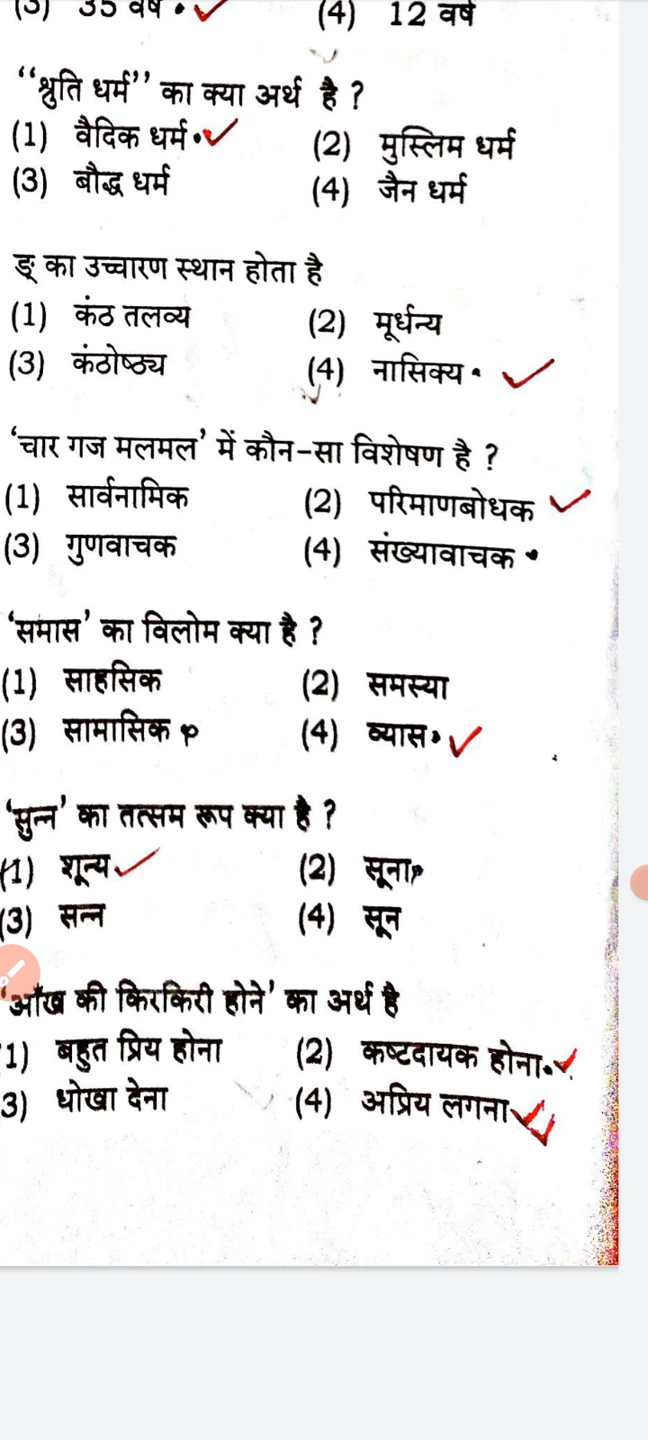 (3) 35 वर्ष (4) 12 वर्ष
“श्रुति धर्म” का क्या अर्थ है ?
(1) वैदिक धर्म (2) मुस्लिम धर्म
(3) बौद्ध धर्म (4) जैन धर्म
ङ् का उच्चारण स्थान होता है
(1) कंठ तलव्य (2) मूर्धन्य
(3) कंठोष्ठ्य (4) नासिक्य
‘चार गज मलमल’ में कौन-सा विशेषण है ?
(1) सार्वनामिक (2) परिमाणबोधक
(3) गुणवाचक (4) संख्यावाचक
‘समास’ का विलोम क्या है ?
(1) साहसिक (2) समस्या
(3) सामासिक (4) व्यास
‘सुन्न’ का तत्सम रूप क्या है ?
(1) शून्य (2) सूना
(3) सन्न (4) सून
‘आँख की किरकिरी होने’ का अर्थ है
1) बहुत प्रिय होना (2) कष्टदायक होना
3) धोखा देना (4) अप्रिय लगना